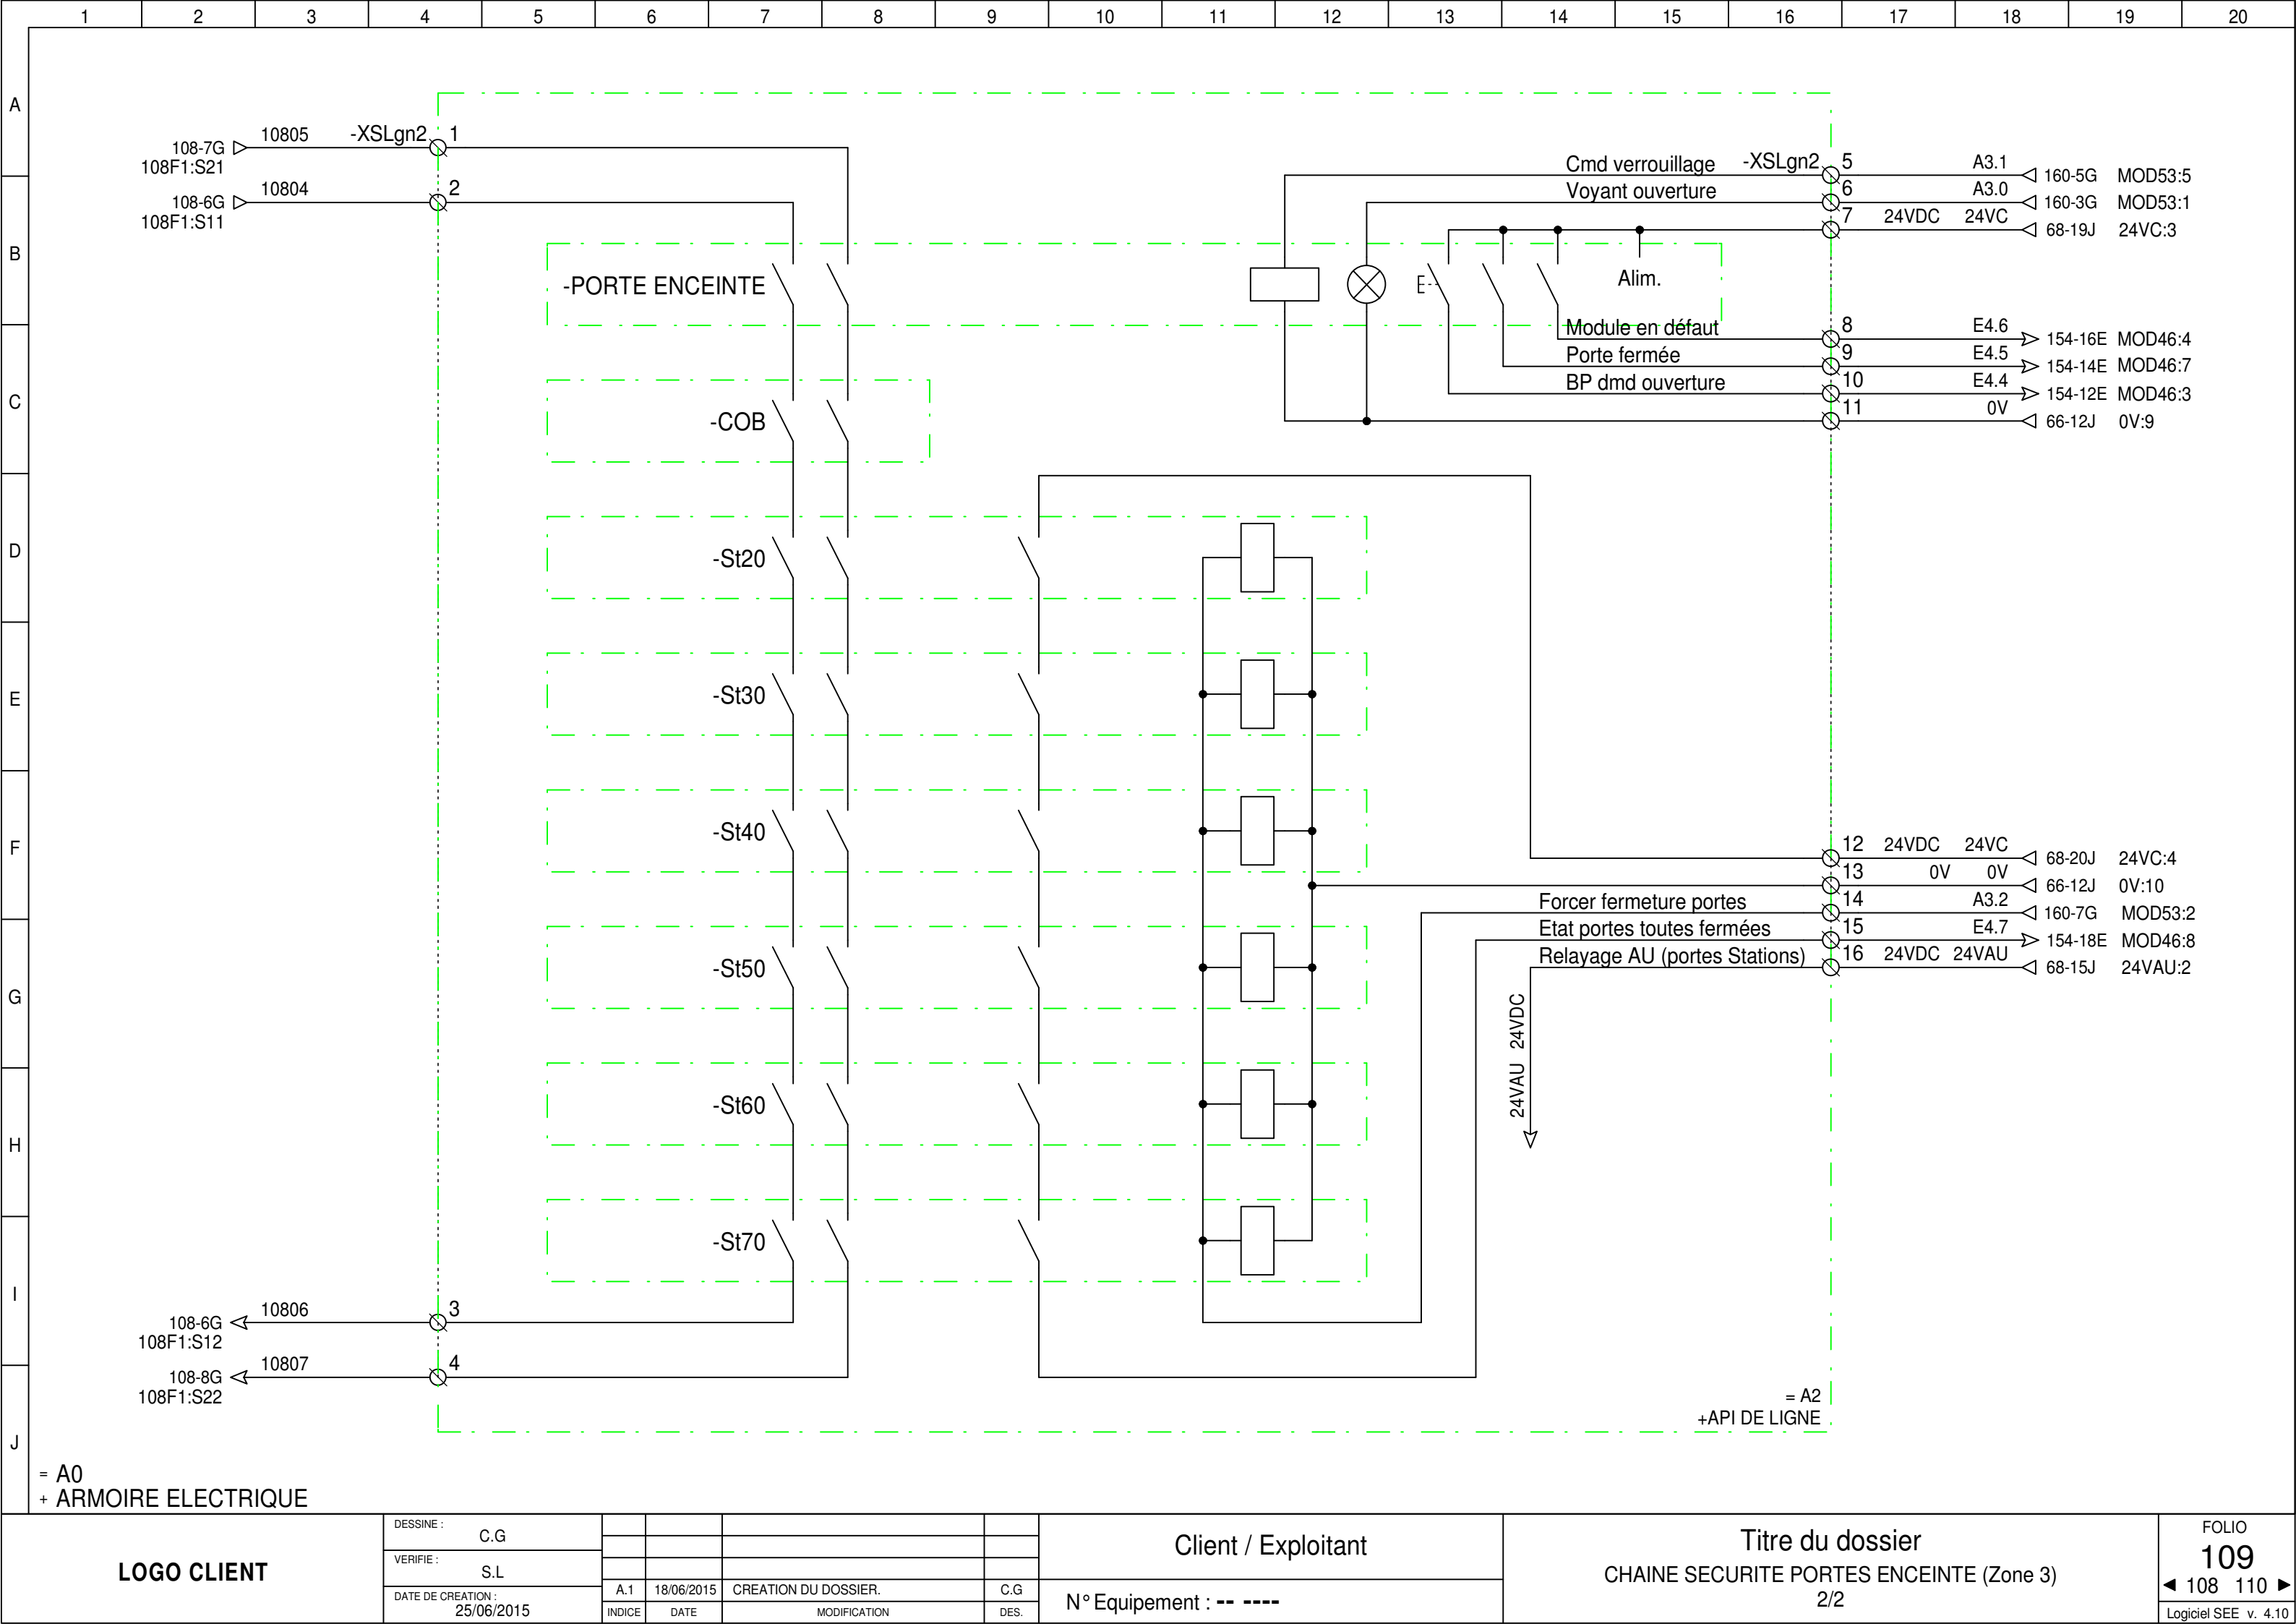 1 2 3 4 5 6 7 8 9 10 11 12 13 14 15 16 17 18 19 20
A
B
C
D
E
F
G
H
I
J
10805 -XSLgn2 1
108-7G
108F1:S21
10804 2
108-6G
108F1:S11
Cmd verrouillage -XSLgn2 5 A3.1 160-5G MOD53:5
Voyant ouverture 6 A3.0 160-3G MOD53:1
7 24VDC 24VC 68-19J 24VC:3
-PORTE ENCEINTE
E
Alim.
Module en défaut 8 E4.6 154-16E MOD46:4
Porte fermée 9 E4.5 154-14E MOD46:7
BP dmd ouverture 10 E4.4 154-12E MOD46:3
11 0V 66-12J 0V:9
-COB
-St20
-St30
-St40
12 24VDC 24VC 68-20J 24VC:4
13 0V 0V 66-12J 0V:10
Forcer fermeture portes 14 A3.2 160-7G MOD53:2
Etat portes toutes fermées 15 E4.7 154-18E MOD46:8
Relayage AU (portes Stations) 16 24VDC 24VAU 68-15J 24VAU:2
24VAU 24VDC
-St50
-St60
-St70
10806 3
108-6G
108F1:S12
10807 4
108-8G
108F1:S22
= A2
+API DE LIGNE
= A0
+ ARMOIRE ELECTRIQUE
LOGO CLIENT
DESSINE :
C.G
VERIFIE :
S.L
DATE DE CREATION :
25/06/2015
A.1 18/06/2015 CREATION DU DOSSIER. C.G
INDICE DATE MODIFICATION DES.
Client / Exploitant
N° Equipement : -- ----
Titre du dossier
CHAINE SECURITE PORTES ENCEINTE (Zone 3)
2/2
FOLIO
109
◄ 108 110 ►
Logiciel SEE v. 4.10